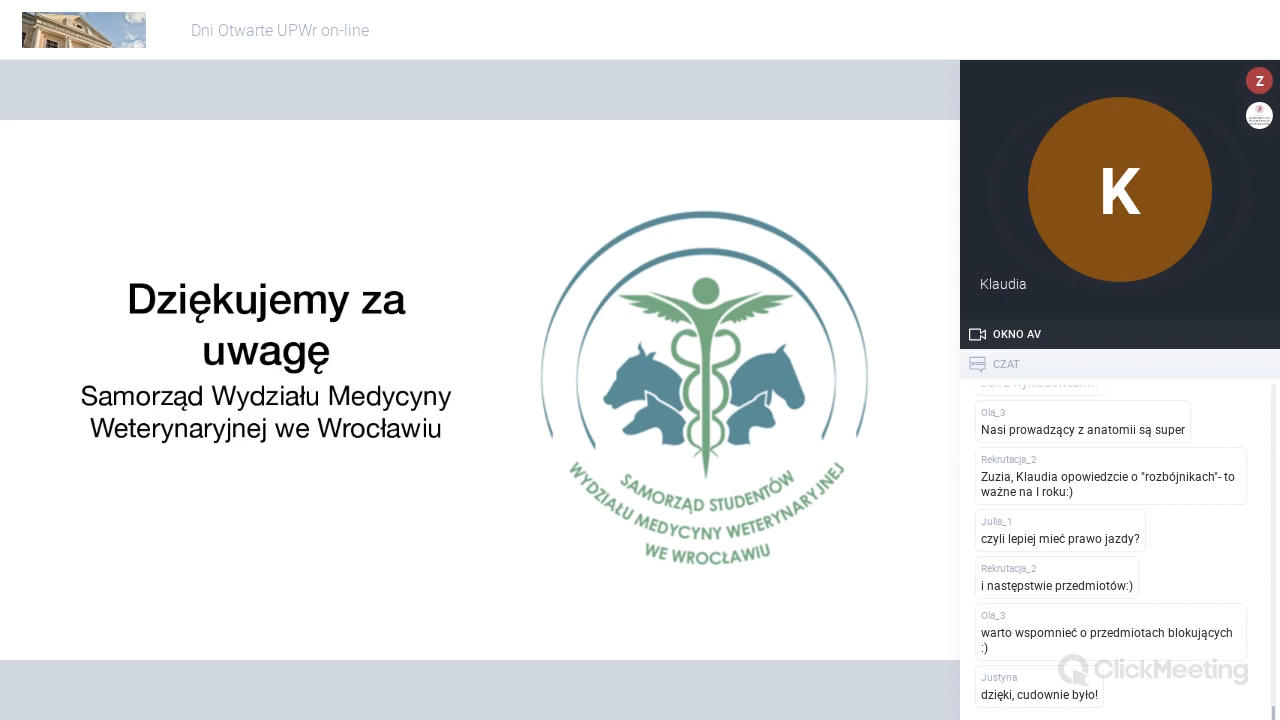 Dni Otwarte UPWr on-line
Dziękujemy za
uwagę
Samorząd Wydziału Medycyny
Weterynaryjnej we Wrocławiu
SAMORZĄD STUDENTÓW
WYDZIAŁU MEDYCYNY WETERYNARYJNEJ
WE WROCŁAWIU
Z
K
Klaudia
OKNO AV
CZAT
Ola_3
Nasi prowadzący z anatomii są super
Rekrutacja_2
Zuzia, Klaudia opowiedzcie o "rozbójnikach"- to
ważne na I roku:)
Julia_1
czyli lepiej mieć prawo jazdy?
Rekrutacja_2
i następstwie przedmiotów:)
Ola_3
warto wspomnieć o przedmiotach blokujących
:)
ClickMeeting
Justyna
dzięki, cudownie było!